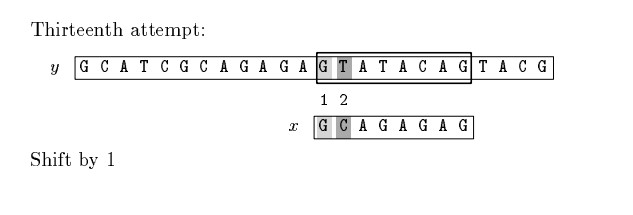 Thirteenth attempt:
y G C A T C G C A G A G A G T A T A C A G T A C G
1 2
x G C A G A G A G
Shift by 1